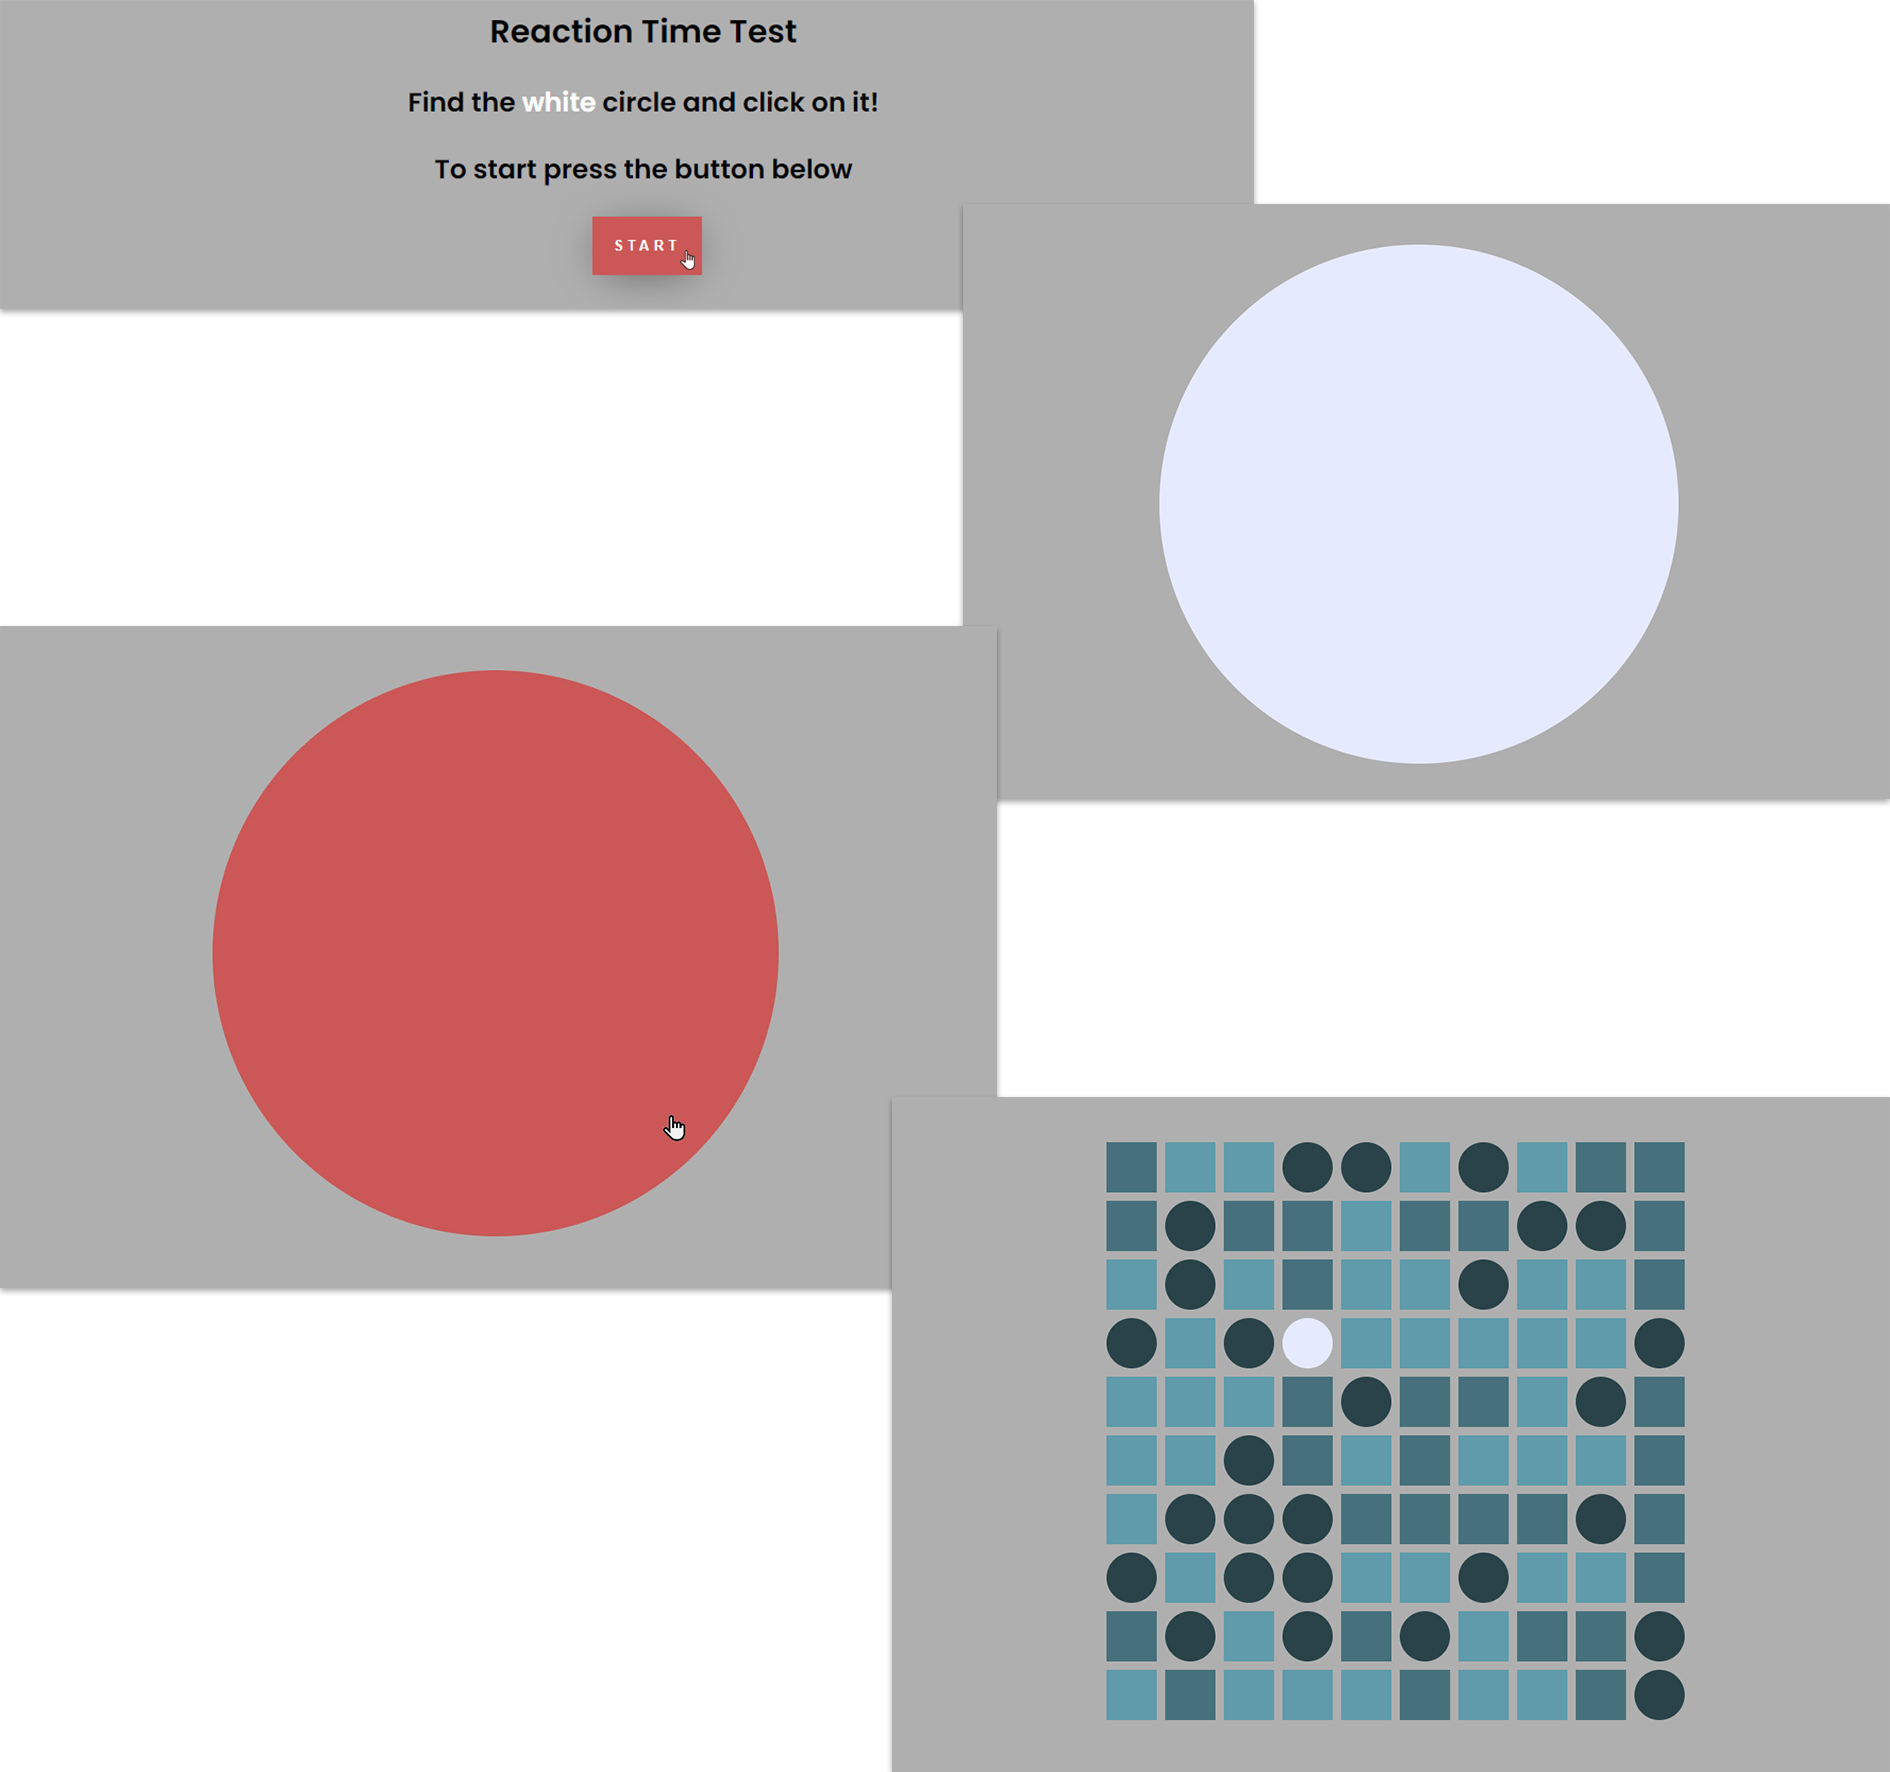 Reaction Time Test
Find the white circle and click on it!
To start press the button below
START